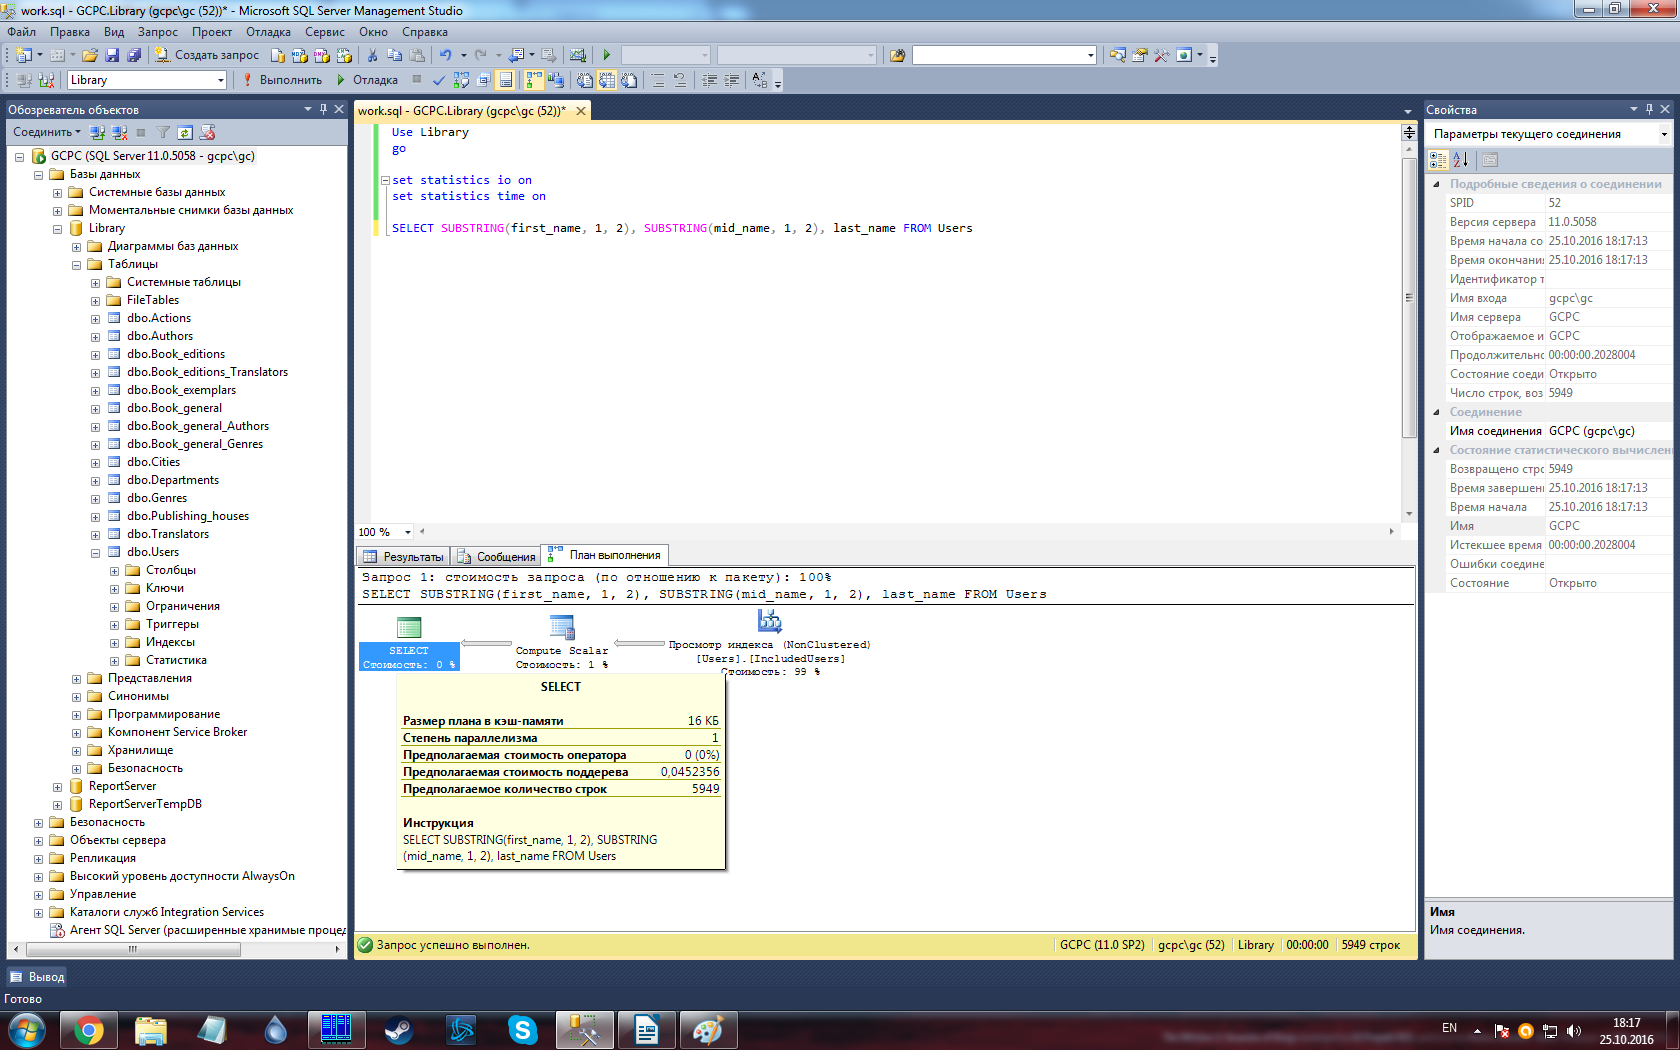 work.sql - GCPC.Library (gcpc\gc (52))* - Microsoft SQL Server Management Studio
Файл Правка Вид Запрос Проект Отладка Сервис Окно Справка
Создать запрос
Library Выполнить Отладка
Обозреватель объектов
Соединить
GCPC (SQL Server 11.0.5058 - gcpc\gc)
Базы данных
Системные базы данных
Моментальные снимки базы данных
Library
Диаграммы баз данных
Таблицы
Системные таблицы
FileTables
dbo.Actions
dbo.Authors
dbo.Book_editions
dbo.Book_editions_Translators
dbo.Book_exemplars
dbo.Book_general
dbo.Book_general_Authors
dbo.Book_general_Genres
dbo.Cities
dbo.Departments
dbo.Genres
dbo.Publishing_houses
dbo.Translators
dbo.Users
Столбцы
Ключи
Ограничения
Триггеры
Индексы
Статистика
Представления
Синонимы
Программирование
Компонент Service Broker
Хранилище
Безопасность
ReportServer
ReportServerTempDB
Безопасность
Объекты сервера
Репликация
Высокий уровень доступности AlwaysOn
Управление
Каталоги служб Integration Services
Агент SQL Server (расширенные хранимые процед
work.sql - GCPC.Library (gcpc\gc (52))*
Use Library
go
set statistics io on
set statistics time on
SELECT SUBSTRING(first_name, 1, 2), SUBSTRING(mid_name, 1, 2), last_name FROM Users
100 %
Результаты Сообщения План выполнения
Запрос 1: стоимость запроса (по отношению к пакету): 100%
SELECT SUBSTRING(first_name, 1, 2), SUBSTRING(mid_name, 1, 2), last_name FROM Users
SELECT
Стоимость: 0 %
Compute Scalar
Стоимость: 1 %
Просмотр индекса (NonClustered)
[Users].[IncludedUsers]
Стоимость: 99 %
SELECT
Размер плана в кэш-памяти 16 КБ
Степень параллелизма 1
Предполагаемая стоимость оператора 0 (0%)
Предполагаемая стоимость поддерева 0,0452356
Предполагаемое количество строк 5949
Инструкция
SELECT SUBSTRING(first_name, 1, 2), SUBSTRING
(mid_name, 1, 2), last_name FROM Users
Запрос успешно выполнен. GCPC (11.0 SP2) gcpc\gc (52) Library 00:00:00 5949 строк
Свойства
Параметры текущего соединения
Подробные сведения о соединении
SPID 52
Версия сервера 11.0.5058
Время начала со 25.10.2016 18:17:13
Время окончани 25.10.2016 18:17:13
Идентификатор т
Имя входа gcpc\gc
Имя сервера GCPC
Отображаемое и GCPC
Продолжительно 00:00:00.2028004
Состояние соеди Открыто
Число строк, воз 5949
Соединение
Имя соединения GCPC (gcpc\gc)
Состояние статистического вычислен
Возвращено стро 5949
Время завершен 25.10.2016 18:17:13
Время начала 25.10.2016 18:17:13
Имя GCPC
Истекшее время 00:00:00.2028004
Ошибки соедине
Состояние Открыто
Имя
Имя соединения.
Вывод
Готово
EN
18:17
25.10.2016